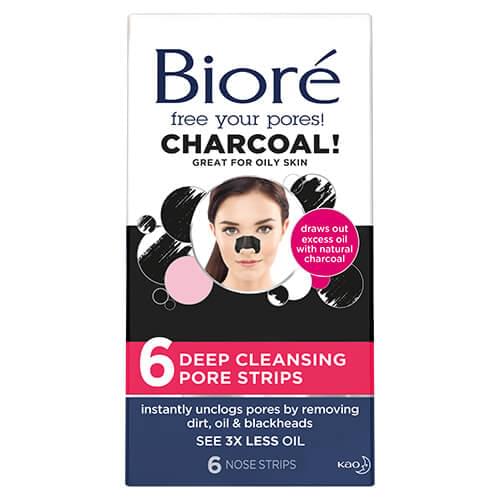 Bioré
free your pores!
CHARCOAL!
GREAT FOR OILY SKIN
draws out
excess oil
with natural
charcoal
6 DEEP CLEANSING
PORE STRIPS
instantly unclogs pores by removing
dirt, oil & blackheads
SEE 3X LESS OIL
6 NOSE STRIPS
Kao